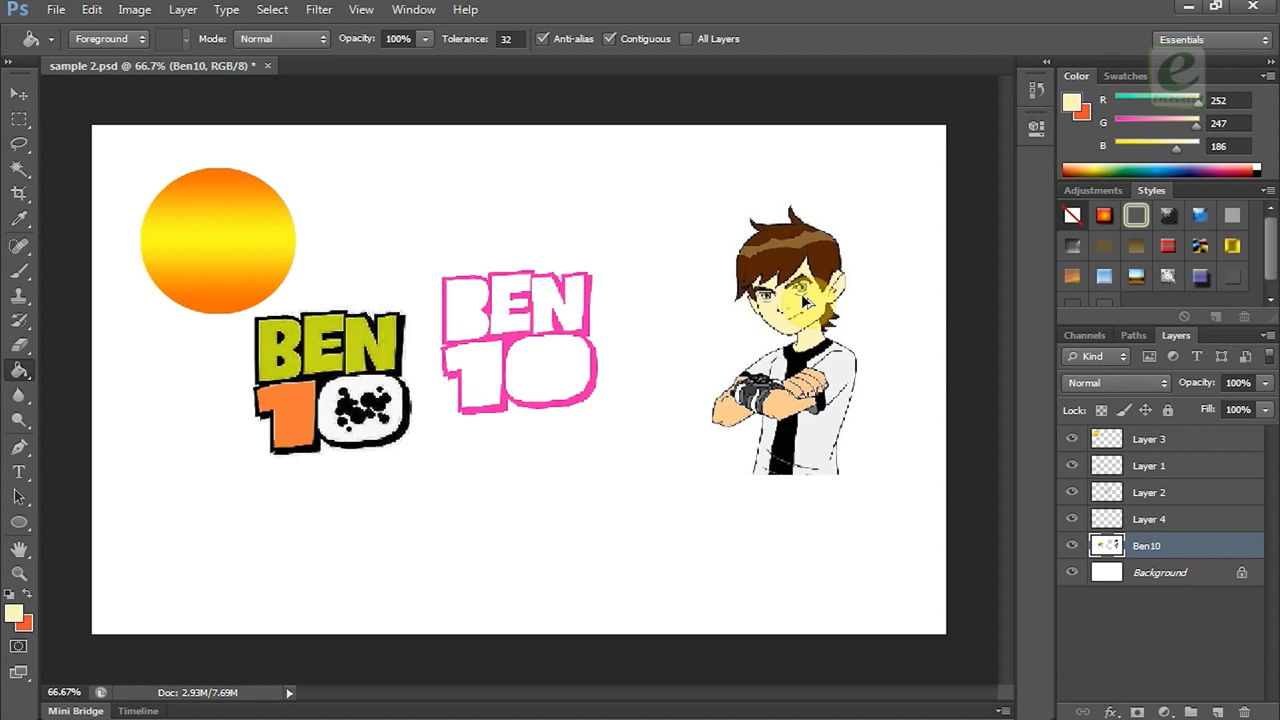 Ps File Edit Image Layer Type Select Filter View Window Help
Foreground Mode: Normal Opacity: 100% Tolerance: 32 Anti-alias Contiguous All Layers Essentials
sample 2.psd @ 66.7% (Ben10, RGB/8) * ×
Color Swatches
R 252
G 247
B 186
Adjustments Styles
BEN
10
BEN
10
Channels Paths Layers
Kind
Normal Opacity: 100%
Lock: Fill: 100%
Layer 3
Layer 1
Layer 2
Layer 4
Ben10
Background
66.67% Doc: 2.93M/7.69M
Mini Bridge Timeline